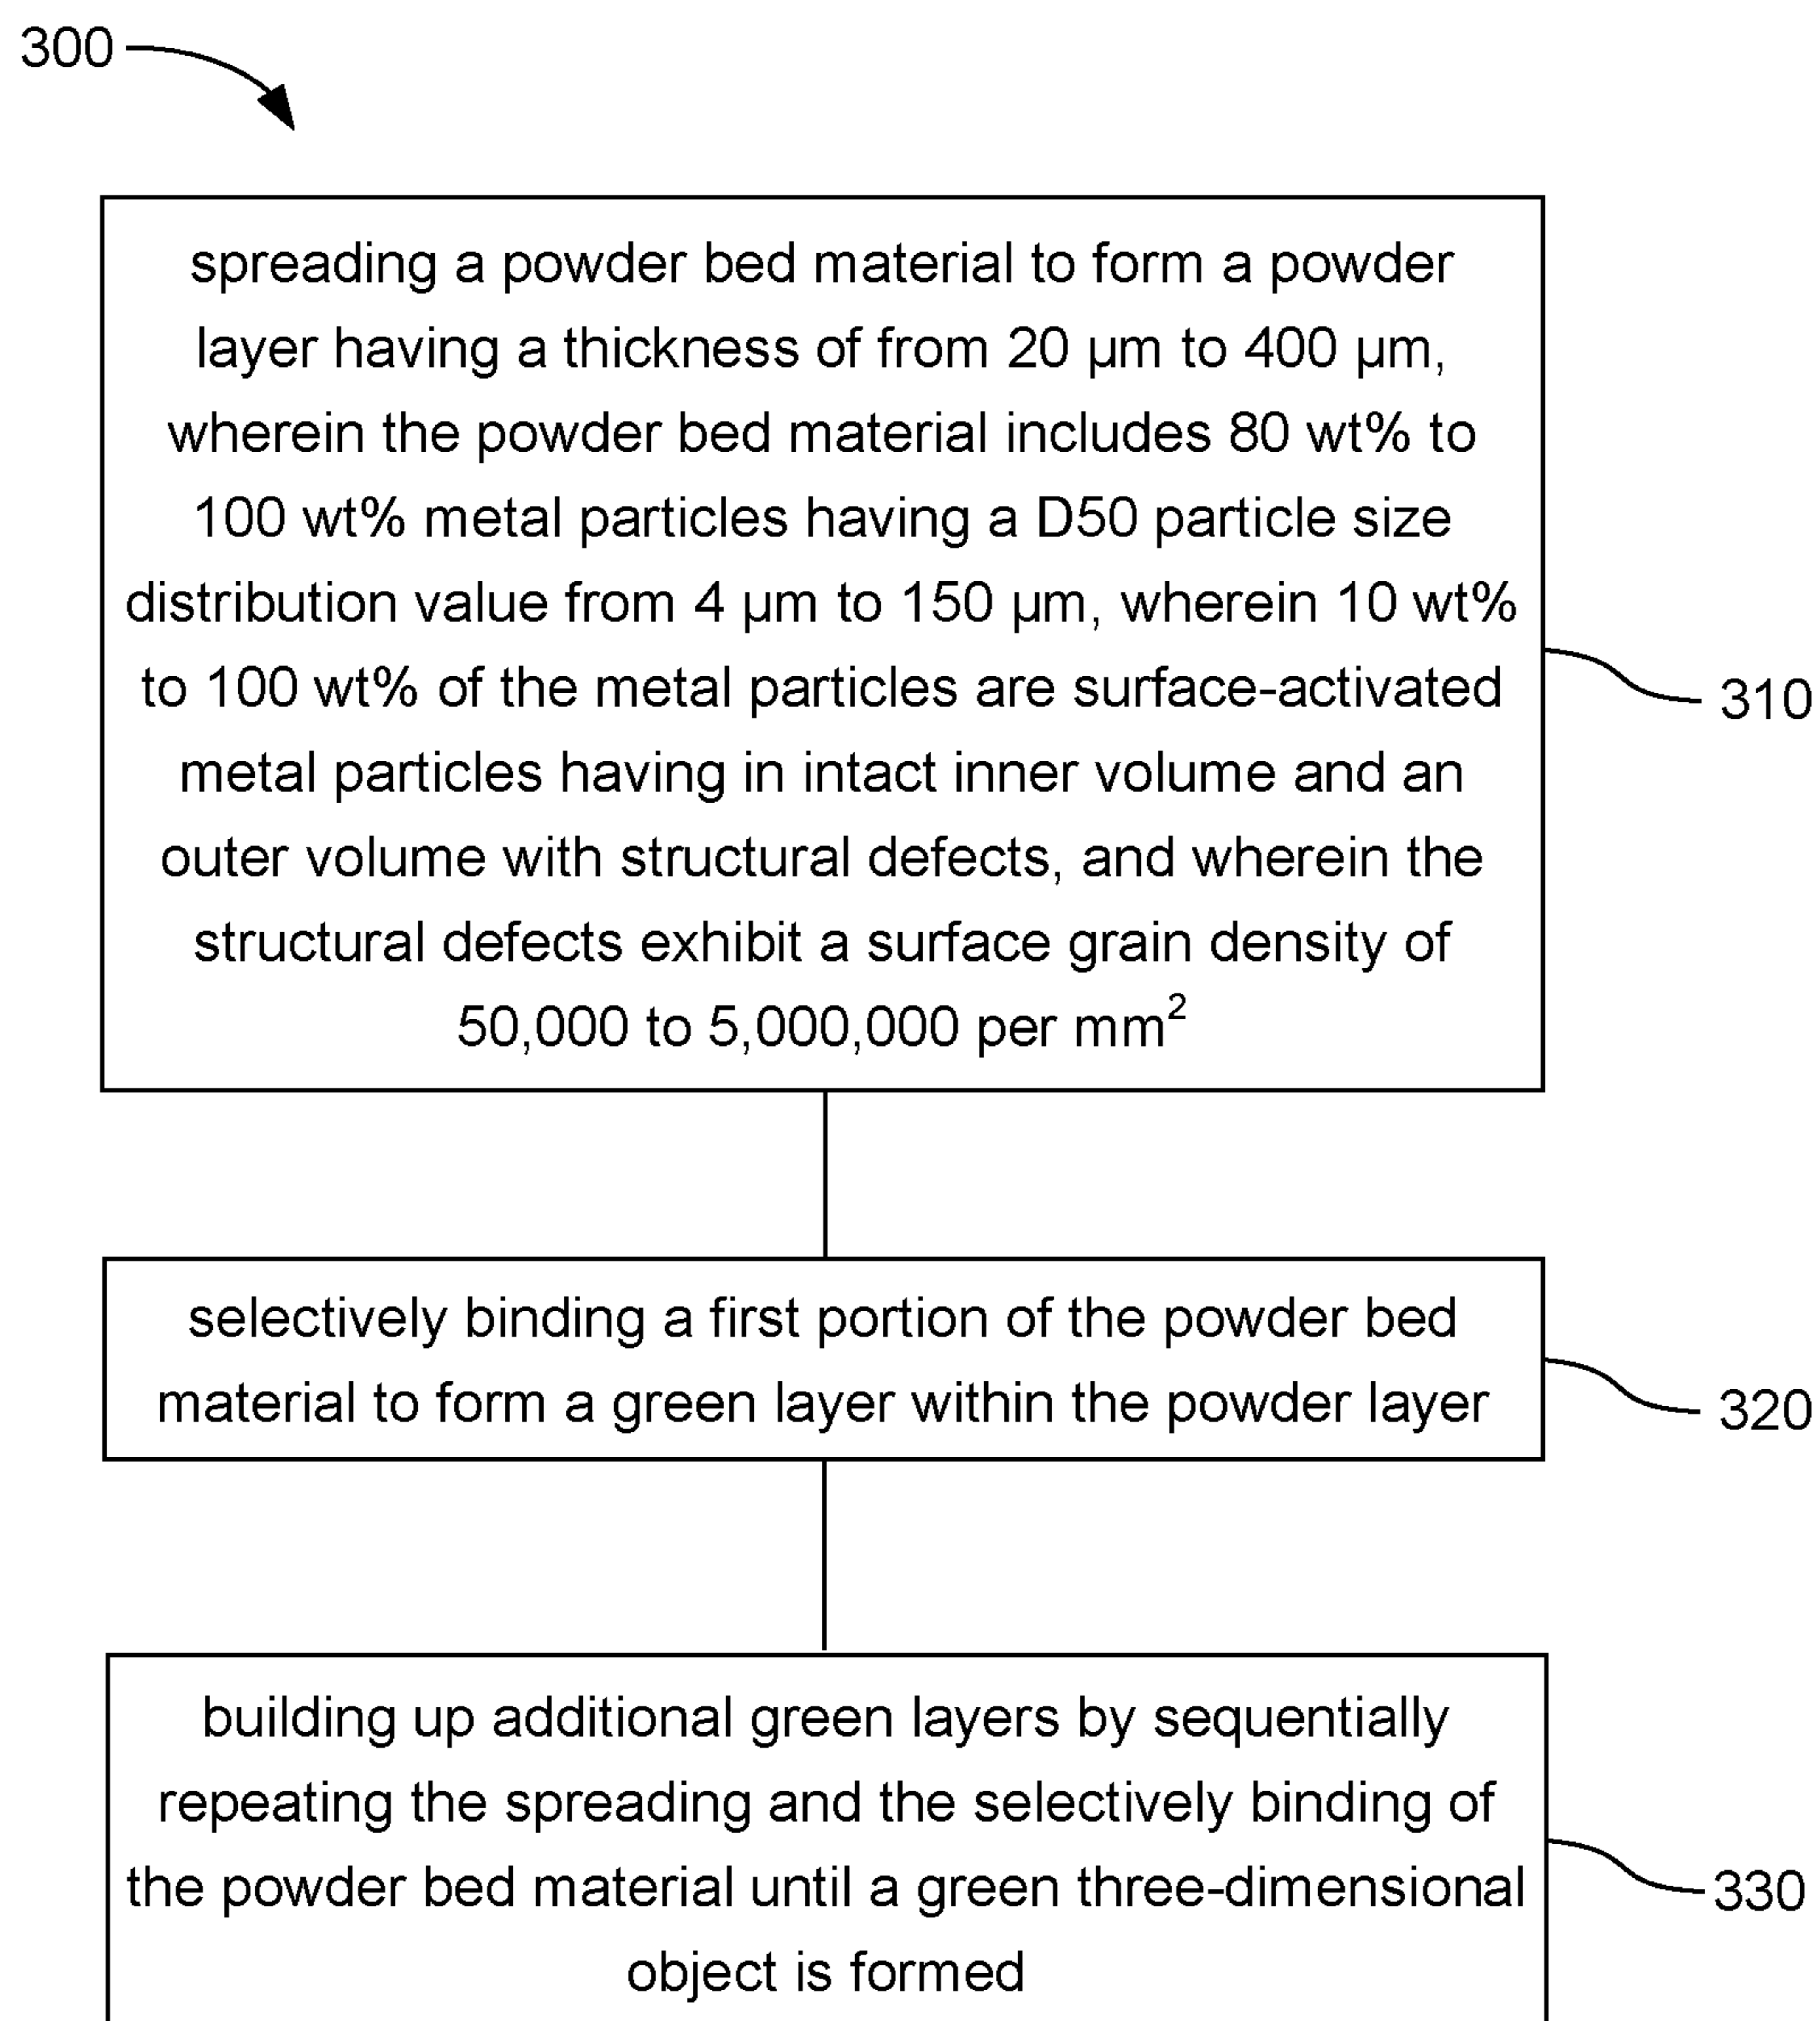 300
spreading a powder bed material to form a powder
layer having a thickness of from 20 µm to 400 µm,
wherein the powder bed material includes 80 wt% to
100 wt% metal particles having a D50 particle size
distribution value from 4 µm to 150 µm, wherein 10 wt%
to 100 wt% of the metal particles are surface-activated
metal particles having in intact inner volume and an
outer volume with structural defects, and wherein the
structural defects exhibit a surface grain density of
50,000 to 5,000,000 per mm²
310
selectively binding a first portion of the powder bed
material to form a green layer within the powder layer
320
building up additional green layers by sequentially
repeating the spreading and the selectively binding of
the powder bed material until a green three-dimensional
object is formed
330